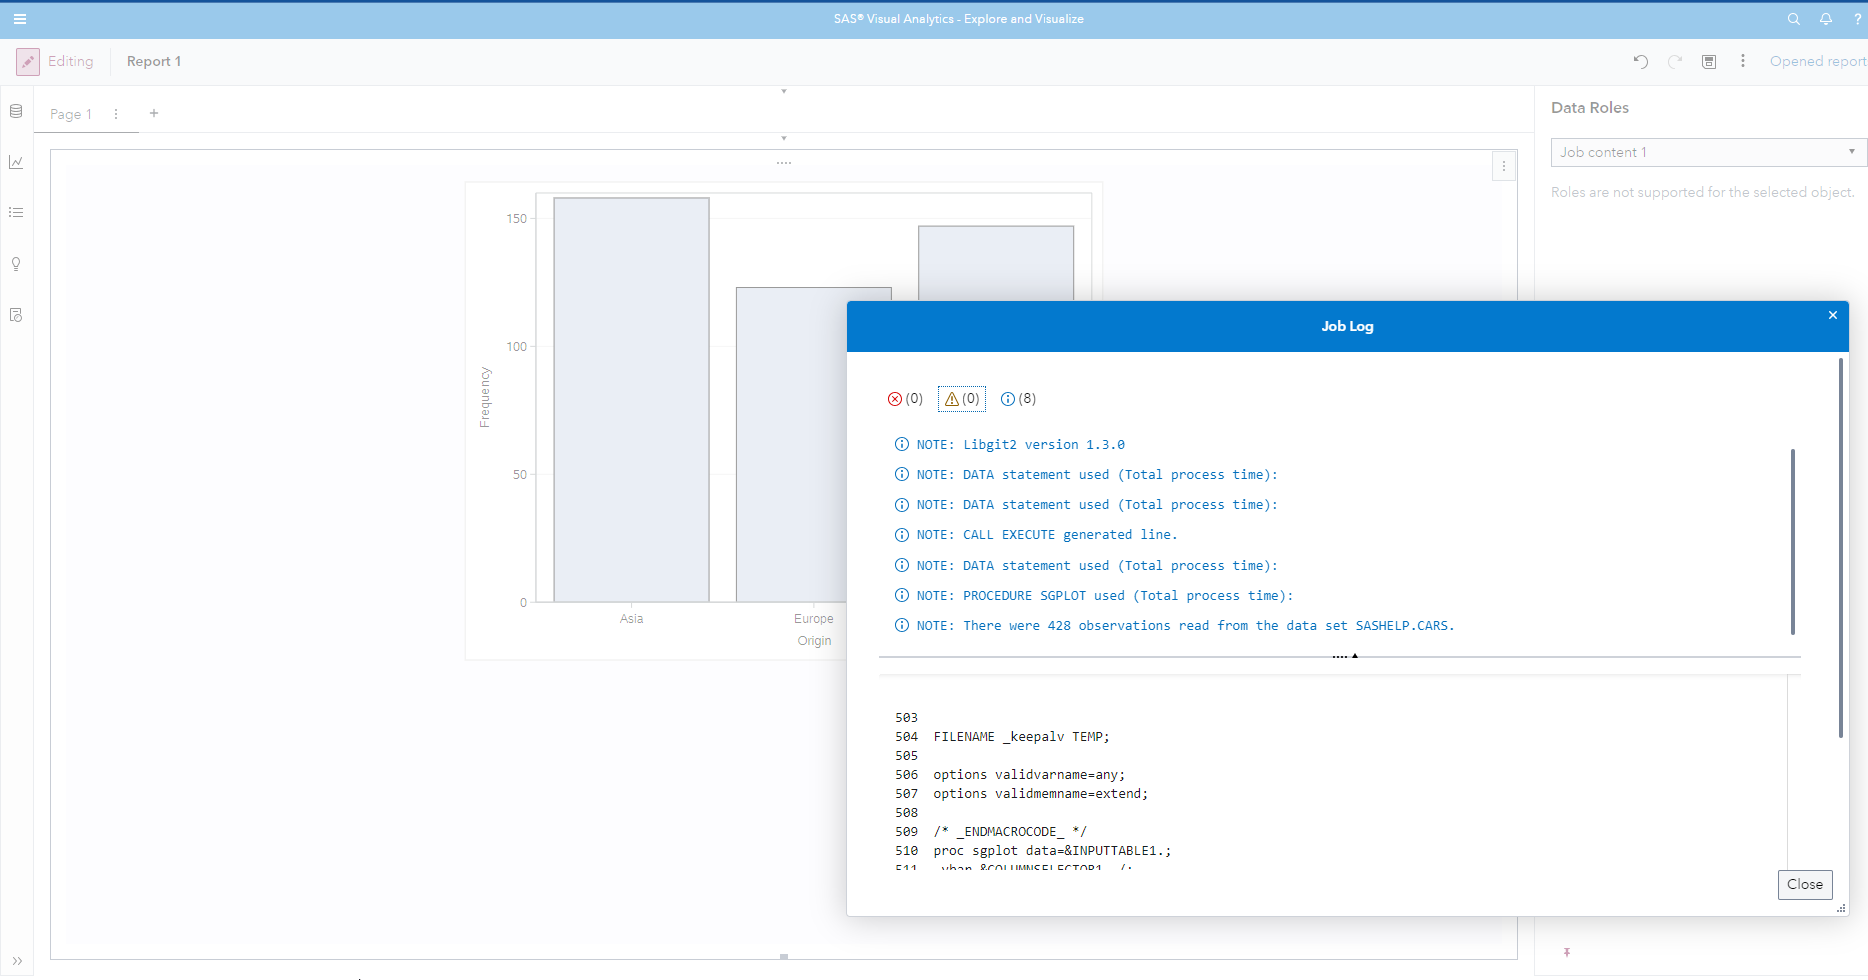 SAS® Visual Analytics - Explore and Visualize
?
Editing
Report 1
Opened report
Page 1
+
Data Roles
Job content 1
Roles are not supported for the selected object.
150
100
50
0
Frequency
Asia
Europe
Origin
Job Log
(0)
(0)
(8)
NOTE: Libgit2 version 1.3.0
NOTE: DATA statement used (Total process time):
NOTE: DATA statement used (Total process time):
NOTE: CALL EXECUTE generated line.
NOTE: DATA statement used (Total process time):
NOTE: PROCEDURE SGPLOT used (Total process time):
NOTE: There were 428 observations read from the data set SASHELP.CARS.
503
504 FILENAME _keepalv TEMP;
505
506 options validvarname=any;
507 options validmemname=extend;
508
509 /* _ENDMACROCODE_ */
510 proc sgplot data=&INPUTTABLE1.;
511 vbar &COLUMNSELECTOR1. /;
Close